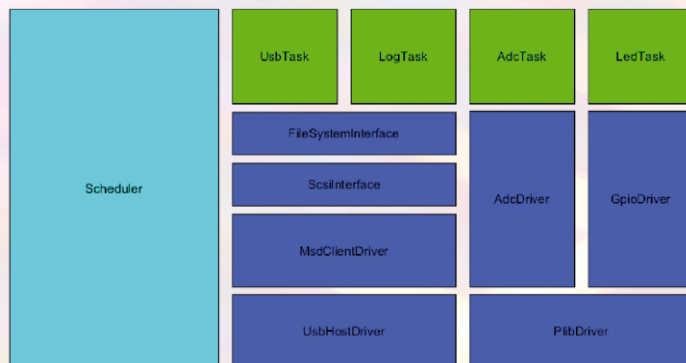 UsbTask
LogTask
AdcTask
LedTask
FileSystemInterface
Scheduler
ScsiInterface
AdcDriver
GpioDriver
MsdClientDriver
UsbHostDriver
PlibDriver